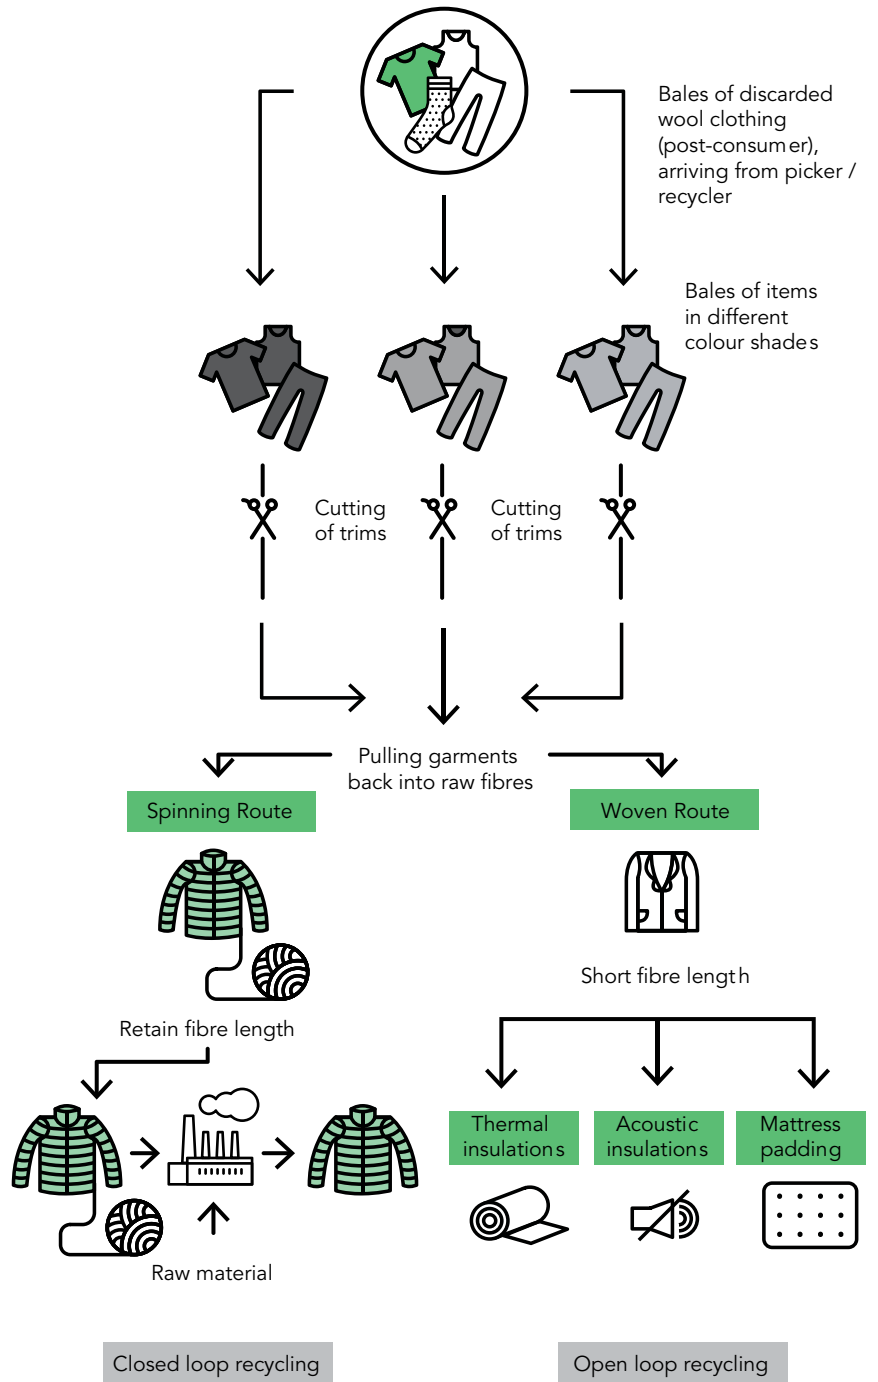 Bales of discarded
wool clothing
(post-consumer),
arriving from picker /
recycler
Bales of items
in different
colour shades
Cutting
of trims
Cutting
of trims
Pulling garments
back into raw fibres
Spinning Route
Woven Route
Short fibre length
Retain fibre length
Thermal
insulations
Acoustic
insulations
Mattress
padding
Raw material
Closed loop recycling
Open loop recycling